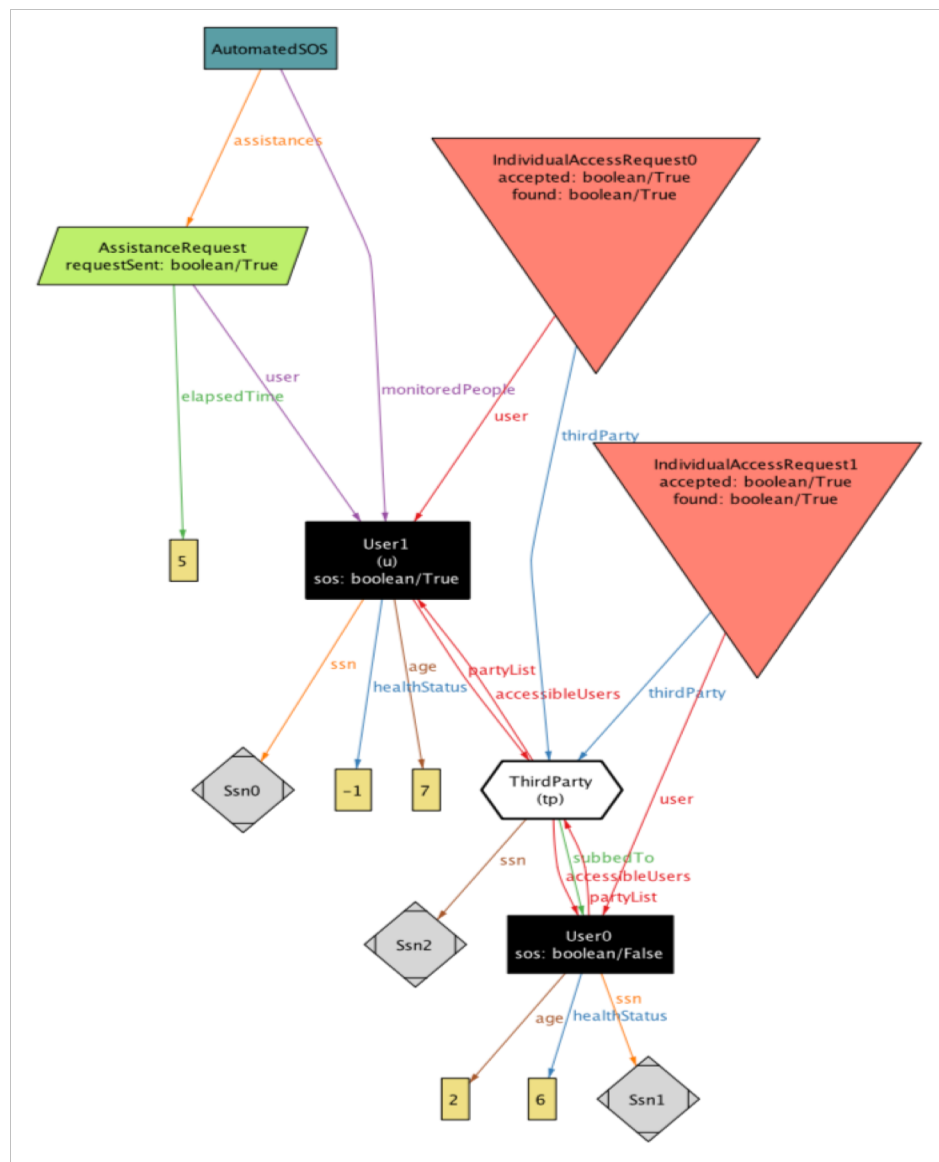 AutomatedSOS
assistances
IndividualAccessRequest0
accepted: boolean/True
found: boolean/True
AssistanceRequest
requestSent: boolean/True
user
monitoredPeople
elapsedTime
user
thirdParty
IndividualAccessRequest1
accepted: boolean/True
found: boolean/True
User1
(u)
sos: boolean/True
5
ssn
age
partyList
healthStatus
accessibleUsers
thirdParty
Ssn0
-1
7
ThirdParty
(tp)
user
ssn
subbedTo
accessibleUsers
partyList
Ssn2
User0
sos: boolean/False
ssn
age
healthStatus
2
6
Ssn1